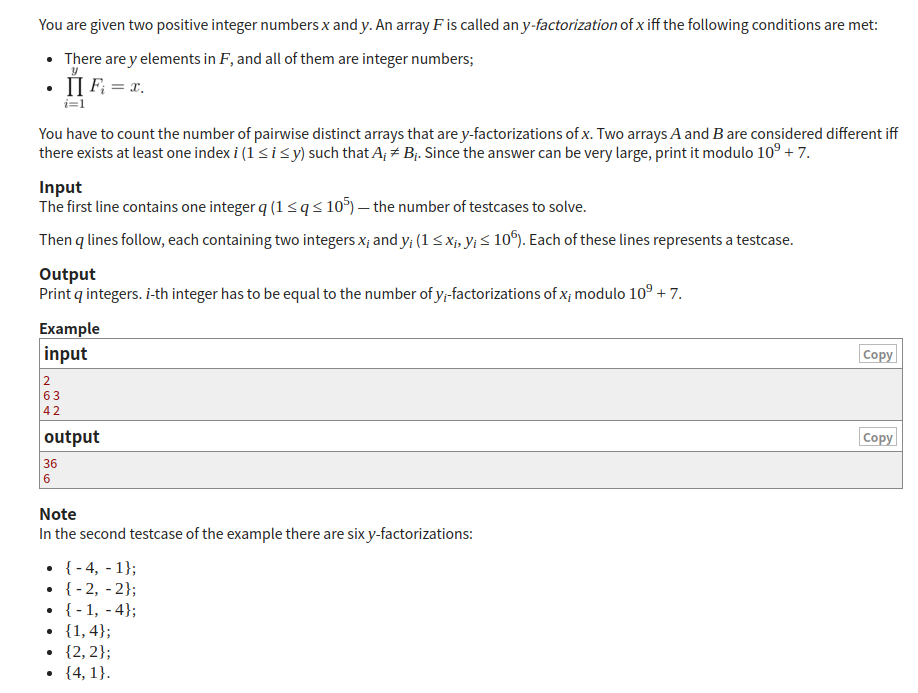 You are given two positive integer numbers x and y. An array F is called an y-factorization of x iff the following conditions are met:
• There are y elements in F, and all of them are integer numbers;
• ∏_{i=1}^{y} F_i = x.
You have to count the number of pairwise distinct arrays that are y-factorizations of x. Two arrays A and B are considered different iff
there exists at least one index i (1 ≤ i ≤ y) such that A_i ≠ B_i. Since the answer can be very large, print it modulo 10^9 + 7.
Input
The first line contains one integer q (1 ≤ q ≤ 10^5) — the number of testcases to solve.
Then q lines follow, each containing two integers x_i and y_i (1 ≤ x_i, y_i ≤ 10^6). Each of these lines represents a testcase.
Output
Print q integers. i-th integer has to be equal to the number of y_i-factorizations of x_i modulo 10^9 + 7.
Example
input
Copy
2
6 3
4 2
output
Copy
36
6
Note
In the second testcase of the example there are six y-factorizations:
• { - 4, - 1};
• { - 2, - 2};
• { - 1, - 4};
• {1, 4};
• {2, 2};
• {4, 1}.